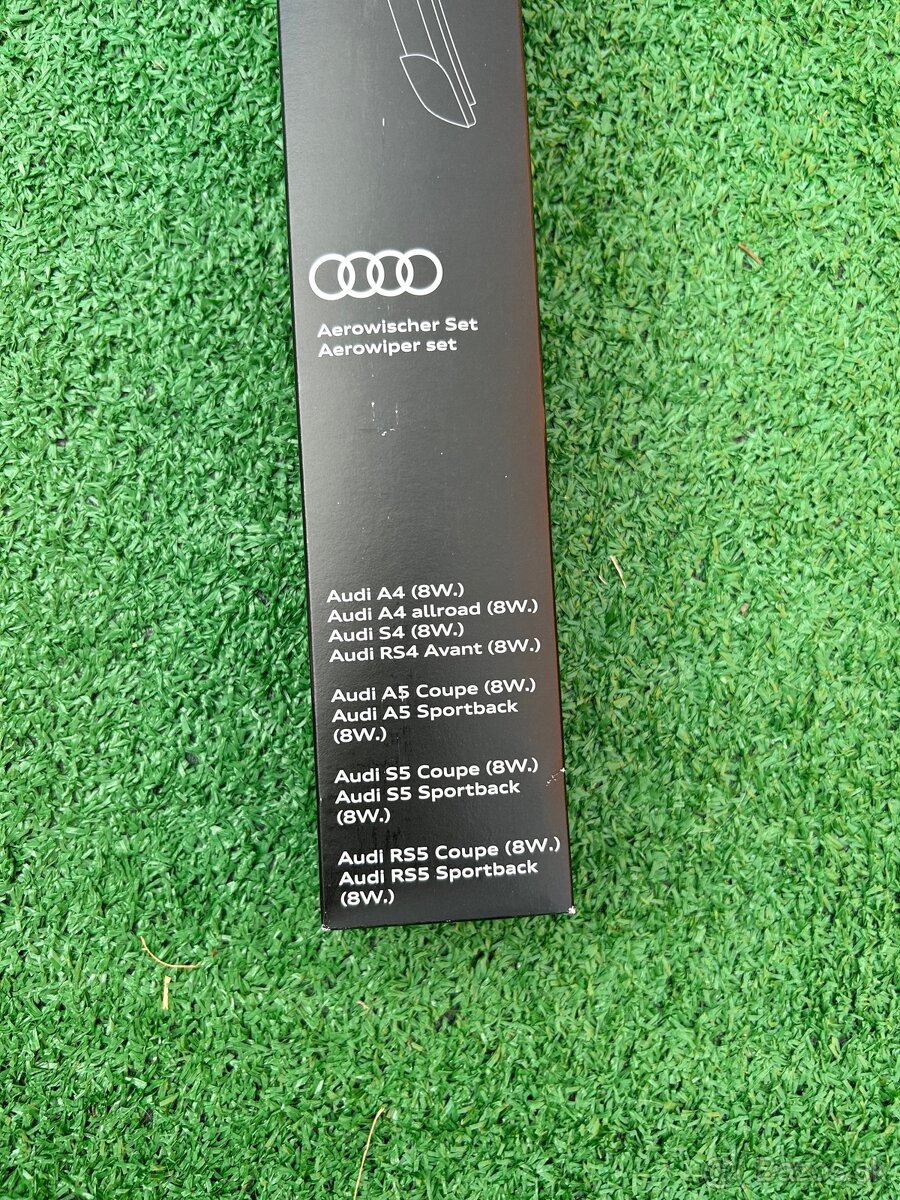 Aerowischer Set
Aerowiper set
Audi A4 (8W.)
Audi A4 allroad (8W.)
Audi S4 (8W.)
Audi RS4 Avant (8W.)
Audi A5 Coupe (8W.)
Audi A5 Sportback
(8W.)
Audi S5 Coupe (8W.)
Audi S5 Sportback
(8W.)
Audi RS5 Coupe (8W.)
Audi RS5 Sportback
(8W.)